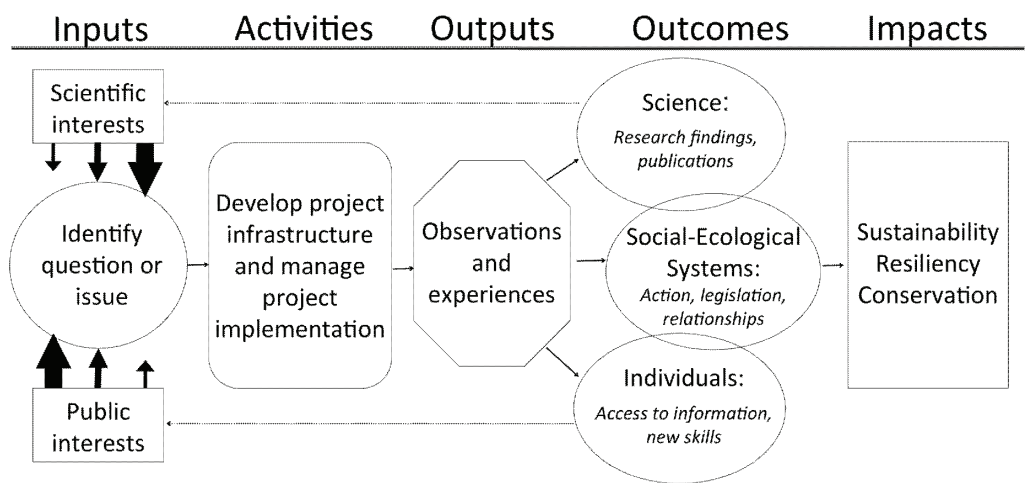 Inputs Activities Outputs Outcomes Impacts
Scientific
interests
Identify
question or
issue
Public
interests
Develop project
infrastructure
and manage
project
implementation
Observations
and
experiences
Science:
Research findings,
publications
Social-Ecological
Systems:
Action, legislation,
relationships
Individuals:
Access to information,
new skills
Sustainability
Resiliency
Conservation